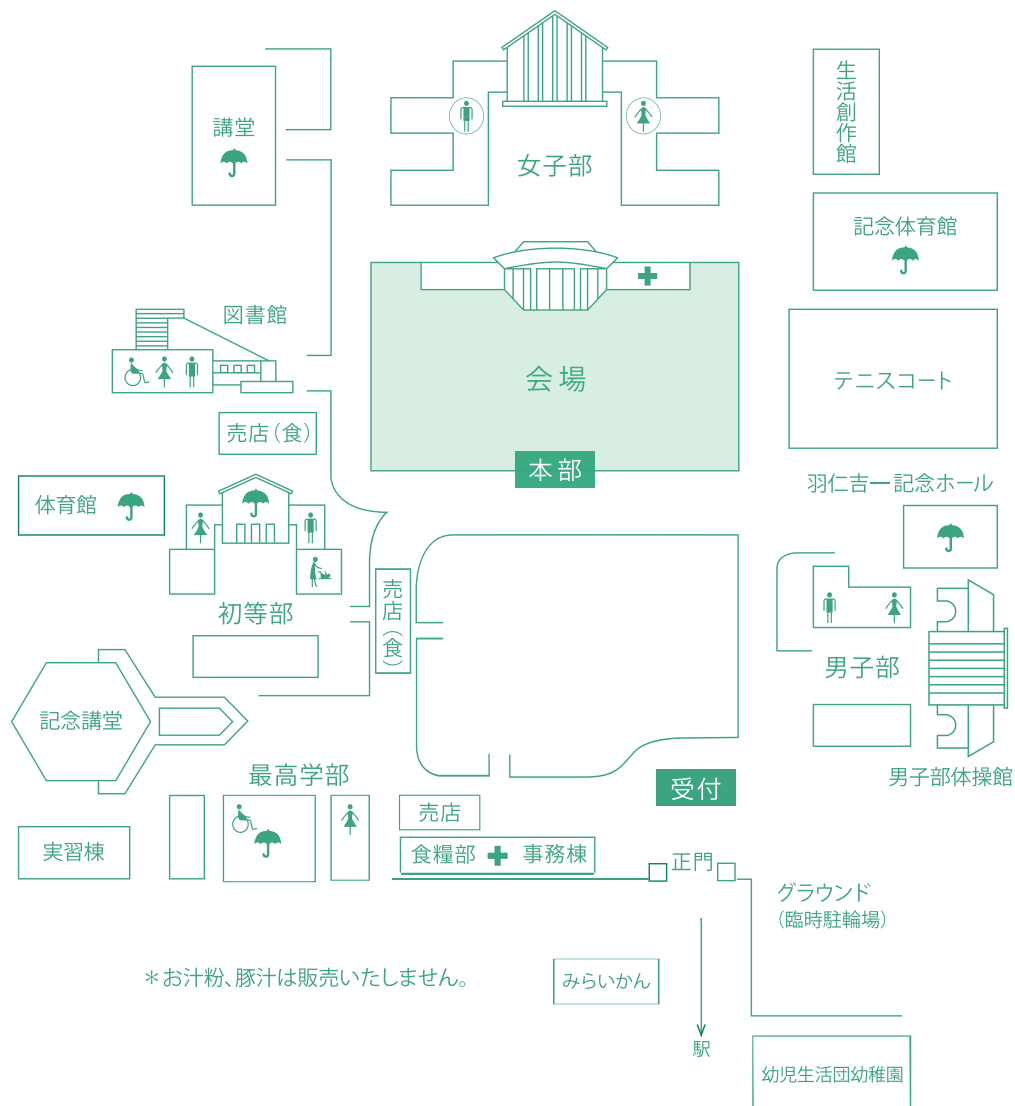 講堂
女子部
生活創作館
記念体育館
図書館
会場
テニスコート
売店（食）
本部
体育館
羽仁吉一記念ホール
売店（食）
初等部
男子部
記念講堂
最高学部
男子部体操館
受付
売店
実習棟
食糧部
事務棟
正門
グラウンド
（臨時駐輪場）
＊お汁粉、豚汁は販売いたしません。
みらいかん
駅
幼児生活団幼稚園